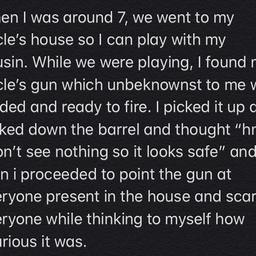 en I was around 7, we went to my
cle's house so I can play with my
usin. While we were playing, I found
cle's gun which unbeknownst to me
ded and ready to fire. I picked it up
ked down the barrel and thought “
n't see nothing so it looks safe” and
n i proceeded to point the gun at
eryone present in the house and scar
eryone while thinking to myself how
arious it was.